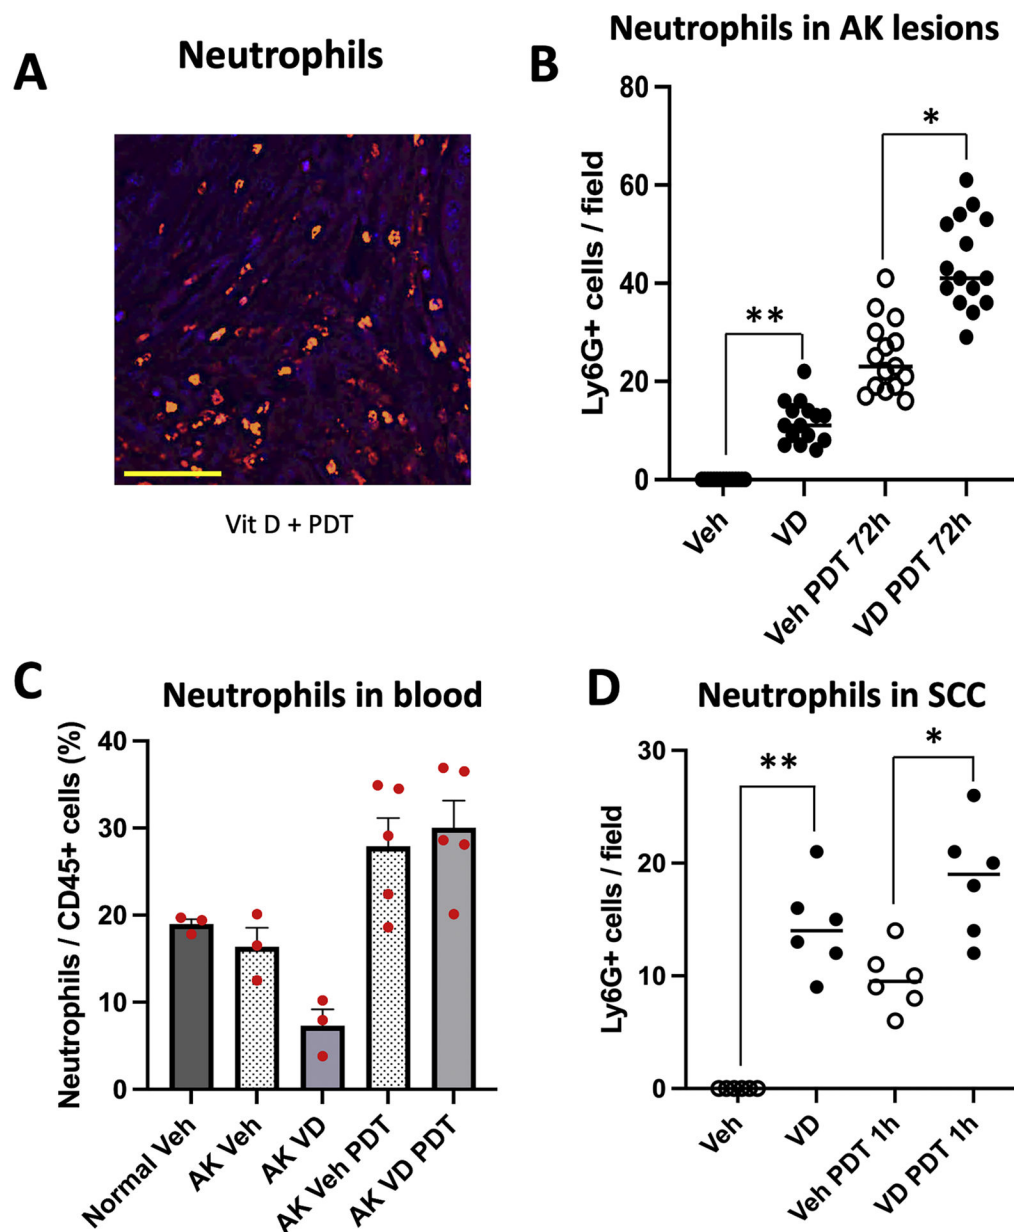 A
Neutrophils
Vit D + PDT
B
Neutrophils in AK lesions
Ly6G+ cells / field
80
60
40
20
0
**
*
Veh
VD
Veh PDT 72h
VD PDT 72h
C
Neutrophils in blood
Neutrophils / CD45+ cells (%)
40
30
20
10
0
Normal Veh
AK Veh
AK VD
AK Veh PDT
AK VD PDT
D
Neutrophils in SCC
Ly6G+ cells / field
30
20
10
0
**
*
Veh
VD
Veh PDT 1h
VD PDT 1h